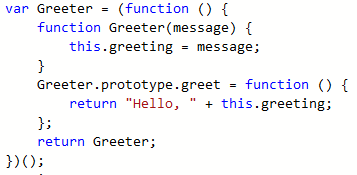 var Greeter = (function () {
    function Greeter(message) {
        this.greeting = message;
    }
    Greeter.prototype.greet = function () {
        return "Hello, " + this.greeting;
    };
    return Greeter;
})();